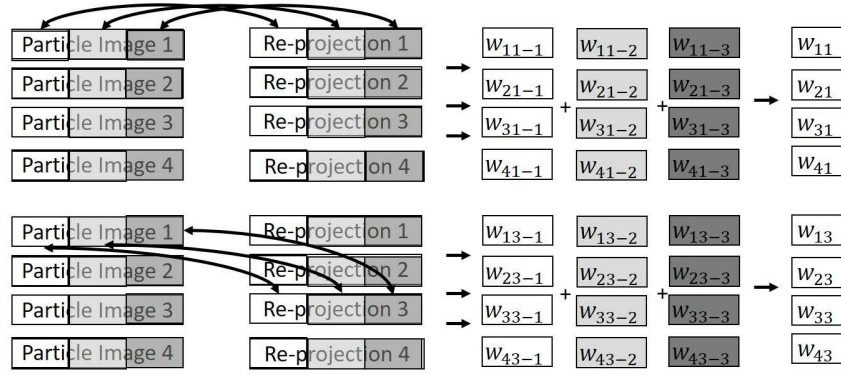 Particle Image 1 Re-projection 1 w₁₁₋₁ w₁₁₋₂ w₁₁₋₃ w₁₁
Particle Image 2 Re-projection 2 w₂₁₋₁ w₂₁₋₂ w₂₁₋₃ w₂₁
+ +
Particle Image 3 Re-projection 3 w₃₁₋₁ w₃₁₋₂ w₃₁₋₃ w₃₁
Particle Image 4 Re-projection 4 w₄₁₋₁ w₄₁₋₂ w₄₁₋₃ w₄₁
Particle Image 1 Re-projection 1 w₁₃₋₁ w₁₃₋₂ w₁₃₋₃ w₁₃
Particle Image 2 Re-projection 2 w₂₃₋₁ w₂₃₋₂ w₂₃₋₃ w₂₃
+ +
Particle Image 3 Re-projection 3 w₃₃₋₁ w₃₃₋₂ w₃₃₋₃ w₃₃
Particle Image 4 Re-projection 4 w₄₃₋₁ w₄₃₋₂ w₄₃₋₃ w₄₃